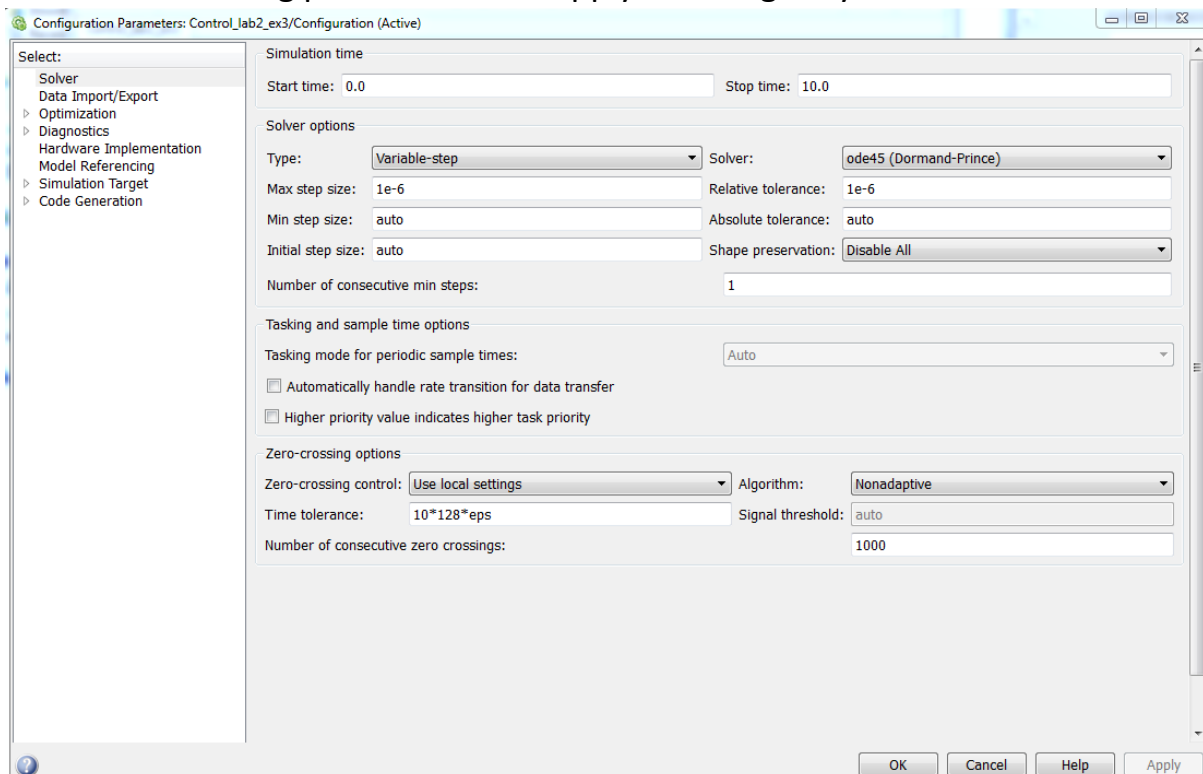 Configuration Parameters: Control_lab2_ex3/Configuration (Active)
Select:
Solver
Data Import/Export
Optimization
Diagnostics
Hardware Implementation
Model Referencing
Simulation Target
Code Generation
Simulation time
Start time: 0.0 Stop time: 10.0
Solver options
Type: Variable-step Solver: ode45 (Dormand-Prince)
Max step size: 1e-6 Relative tolerance: 1e-6
Min step size: auto Absolute tolerance: auto
Initial step size: auto Shape preservation: Disable All
Number of consecutive min steps: 1
Tasking and sample time options
Tasking mode for periodic sample times: Auto
Automatically handle rate transition for data transfer
Higher priority value indicates higher task priority
Zero-crossing options
Zero-crossing control: Use local settings Algorithm: Nonadaptive
Time tolerance: 10*128*eps Signal threshold: auto
Number of consecutive zero crossings: 1000
OK Cancel Help Apply